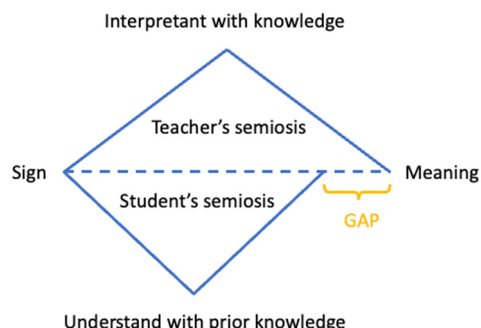 Interpretant with knowledge
Teacher's semiosis
Sign
Meaning
Student's semiosis
GAP
Understand with prior knowledge